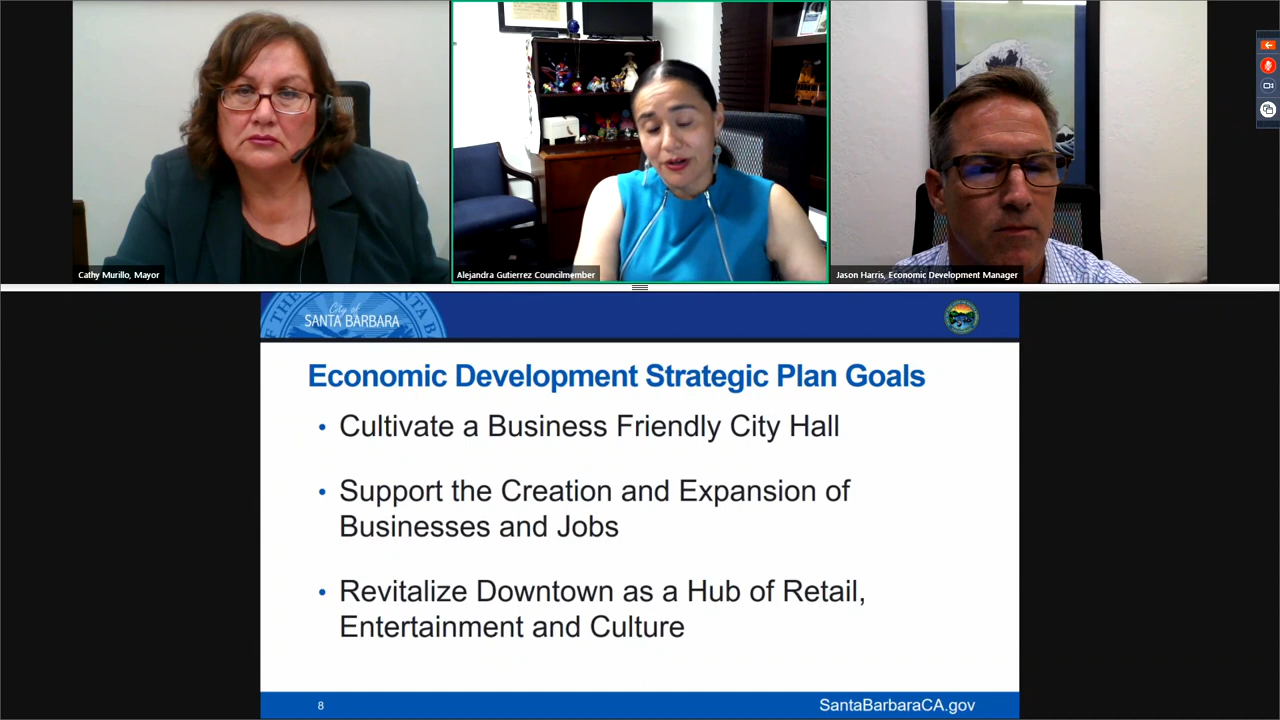 Cathy Murillo, Mayor
Alejandra Gutierrez Councilmember
Jason Harris, Economic Development Manager
City of
SANTA BARBARA
Economic Development Strategic Plan Goals
• Cultivate a Business Friendly City Hall
• Support the Creation and Expansion of
Businesses and Jobs
• Revitalize Downtown as a Hub of Retail,
Entertainment and Culture
8
SantaBarbaraCA.gov